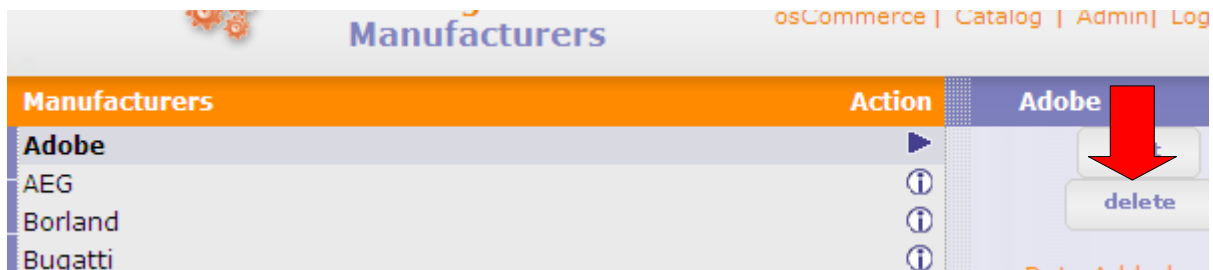 osCommerce | Catalog | Admin| Log
Manufacturers
Manufacturers Action Adobe
Adobe
AEG
delete
Borland
Bugatti